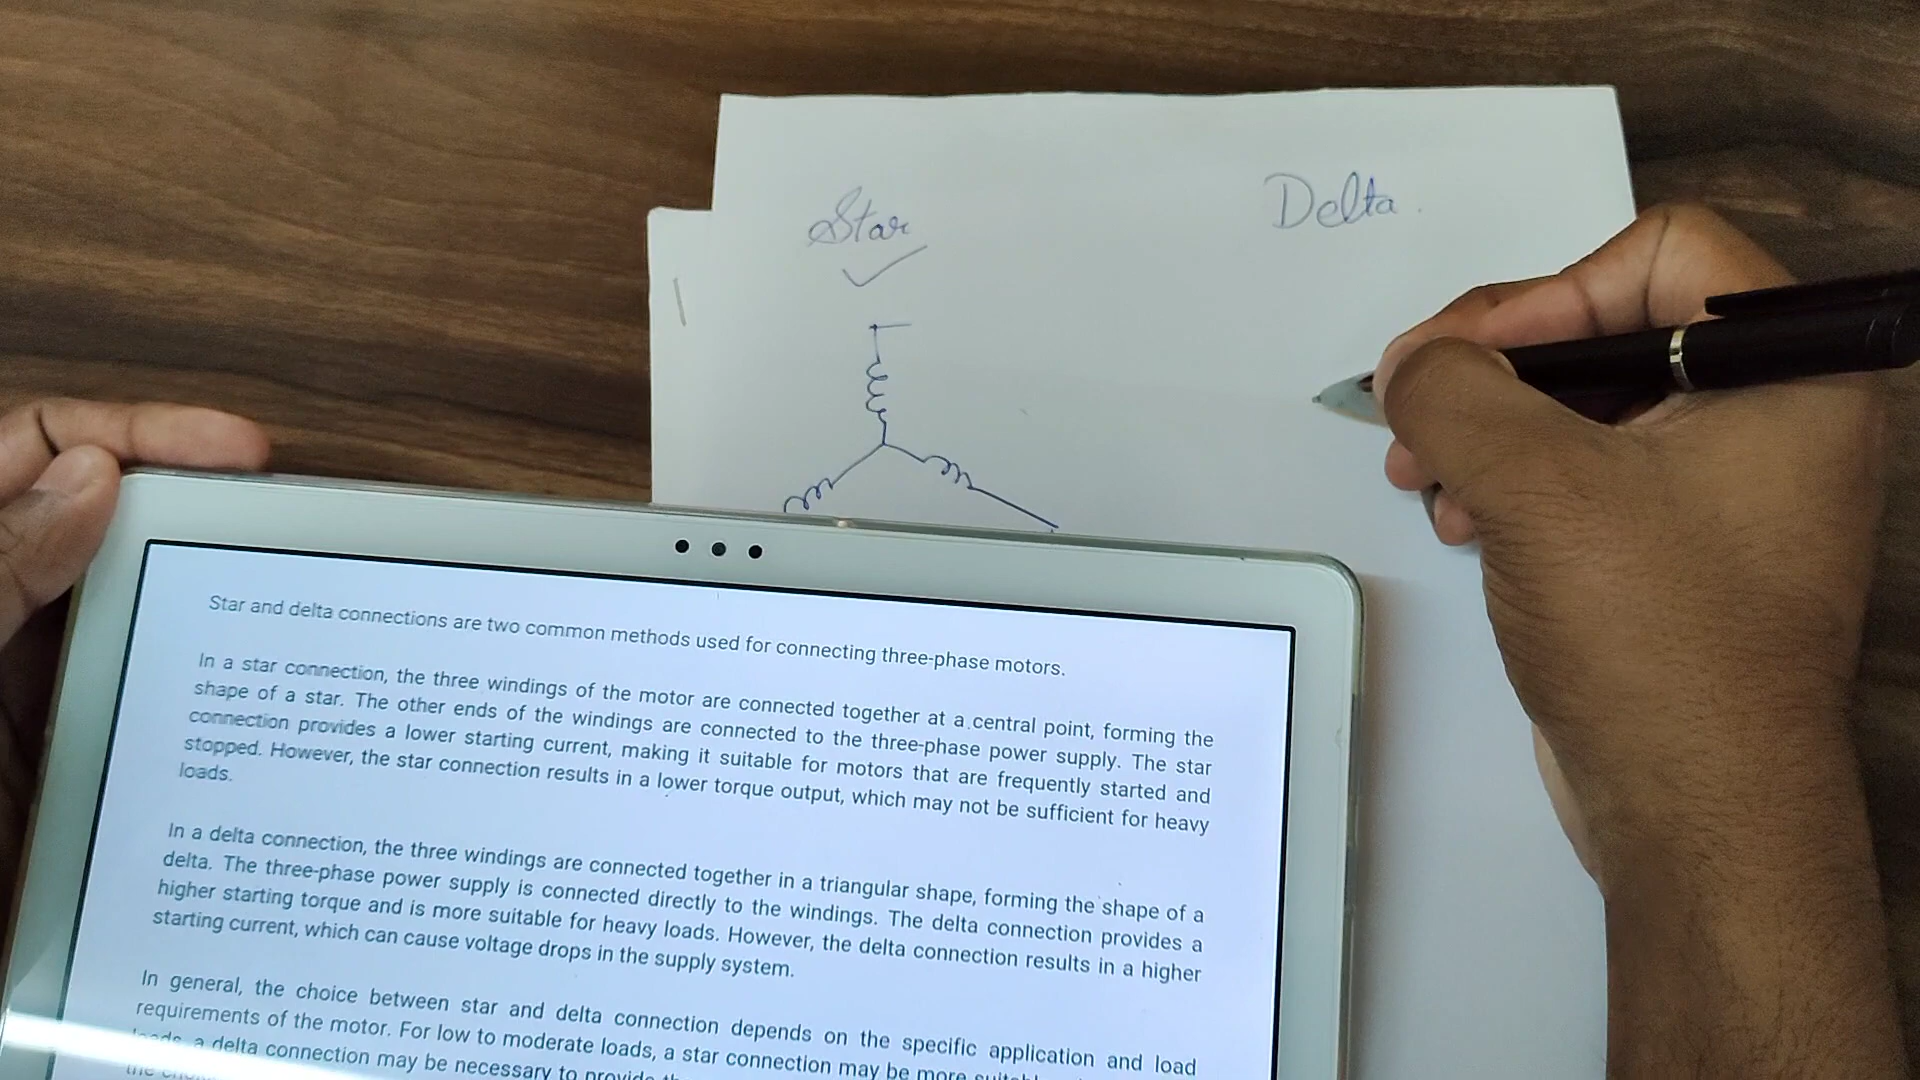 Star
Delta.
Star and delta connections are two common methods used for connecting three-phase motors.
In a star connection, the three windings of the motor are connected together at a central point, forming the
shape of a star. The other ends of the windings are connected to the three-phase power supply. The star
connection provides a lower starting current, making it suitable for motors that are frequently started and
stopped. However, the star connection results in a lower torque output, which may not be sufficient for heavy
loads.
In a delta connection, the three windings are connected together in a triangular shape, forming the shape of a
delta. The three-phase power supply is connected directly to the windings. The delta connection provides a
higher starting torque and is more suitable for heavy loads. However, the delta connection results in a higher
starting current, which can cause voltage drops in the supply system.
In general, the choice between star and delta connection depends on the specific application and load
requirements of the motor. For low to moderate loads, a star connection may be more
a delta connection may be necessary to